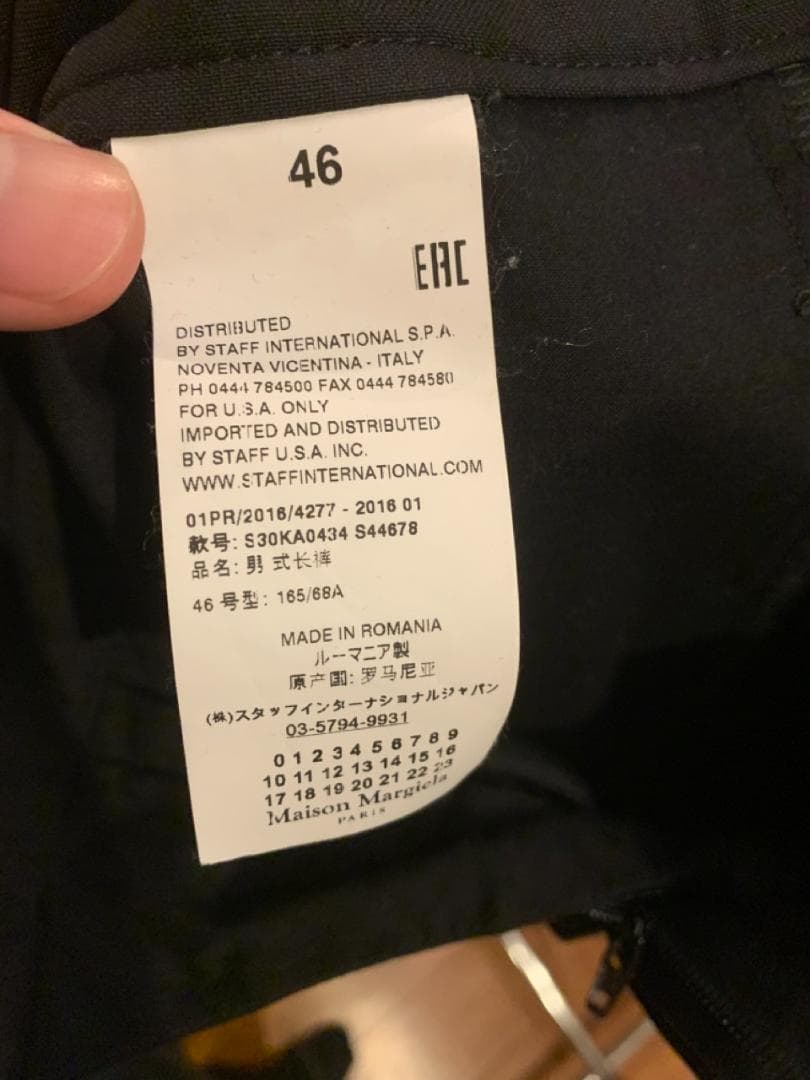 46
EAC
DISTRIBUTED
BY STAFF INTERNATIONAL S.P.A.
NOVENTA VICENTINA - ITALY
PH 0444 784500 FAX 0444 784580
FOR U.S.A. ONLY
IMPORTED AND DISTRIBUTED
BY STAFF U.S.A. INC.
WWW.STAFFINTERNATIONAL.COM
01PR/2016/4277 - 2016 01
款号: S30KA0434 S44678
品名: 男 式长裤
46 号型: 165/68A
MADE IN ROMANIA
ルーマニア製
原产国: 罗马尼亚
(株)スタッフインターナショナルジャパン
03-5794-9931
0 1 2 3 4 5 6 7 8 9
10 11 12 13 14 15 16
17 18 19 20 21 22 23
Maison Margiela
PARIS